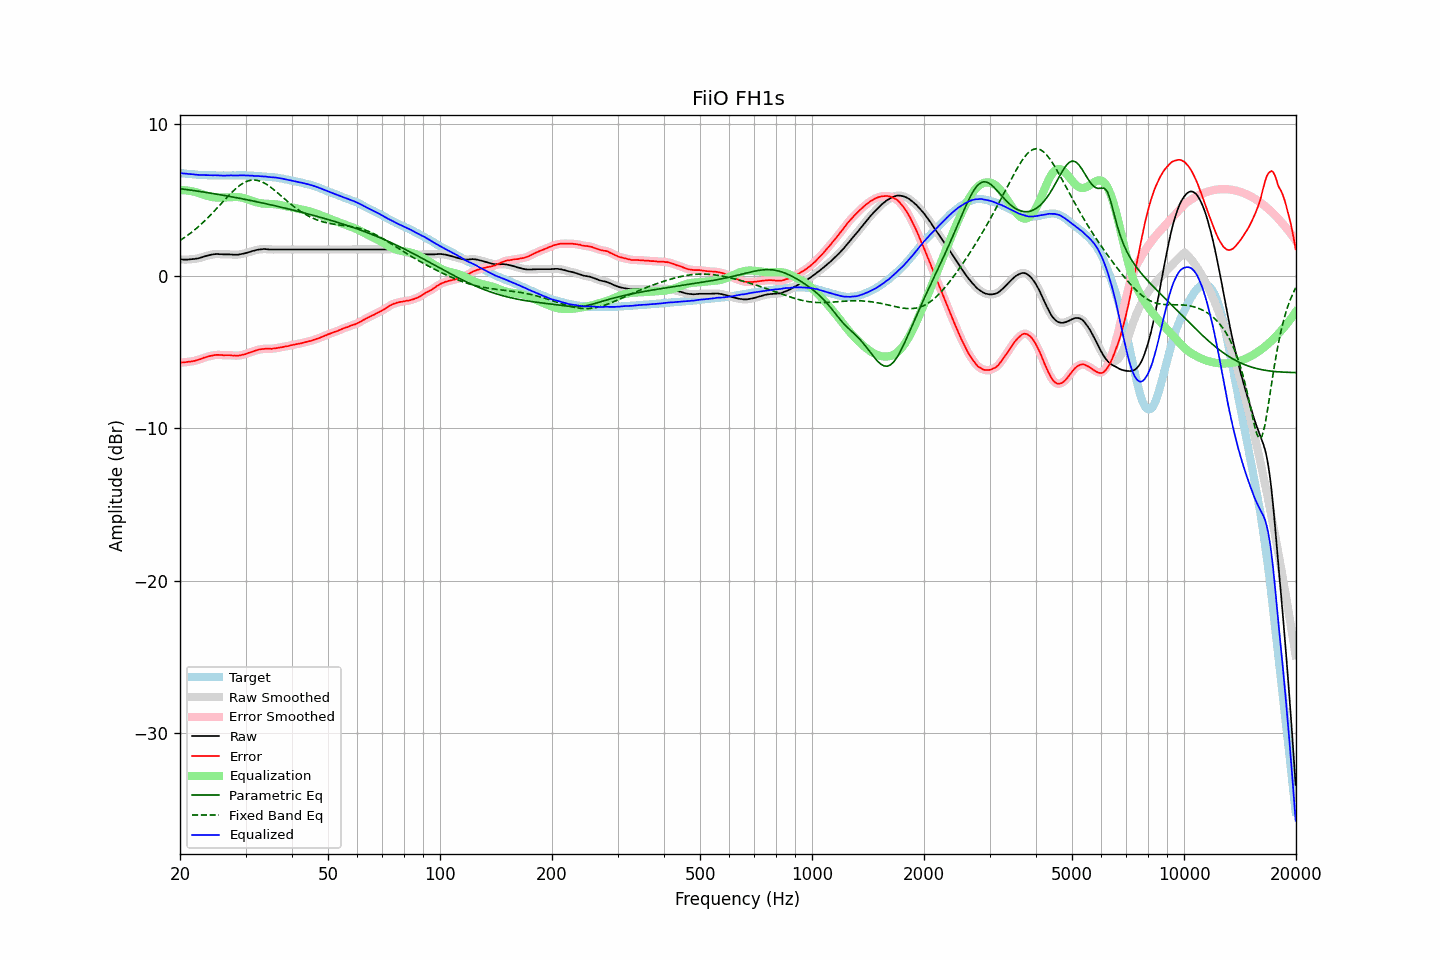 FiiO FH1s
10
0
−10
−20
−30
Amplitude (dBr)
Target
Raw Smoothed
Error Smoothed
Raw
Error
Equalization
Parametric Eq
Fixed Band Eq
Equalized
20 50 100 200 500 1000 2000 5000 10000 20000
Frequency (Hz)